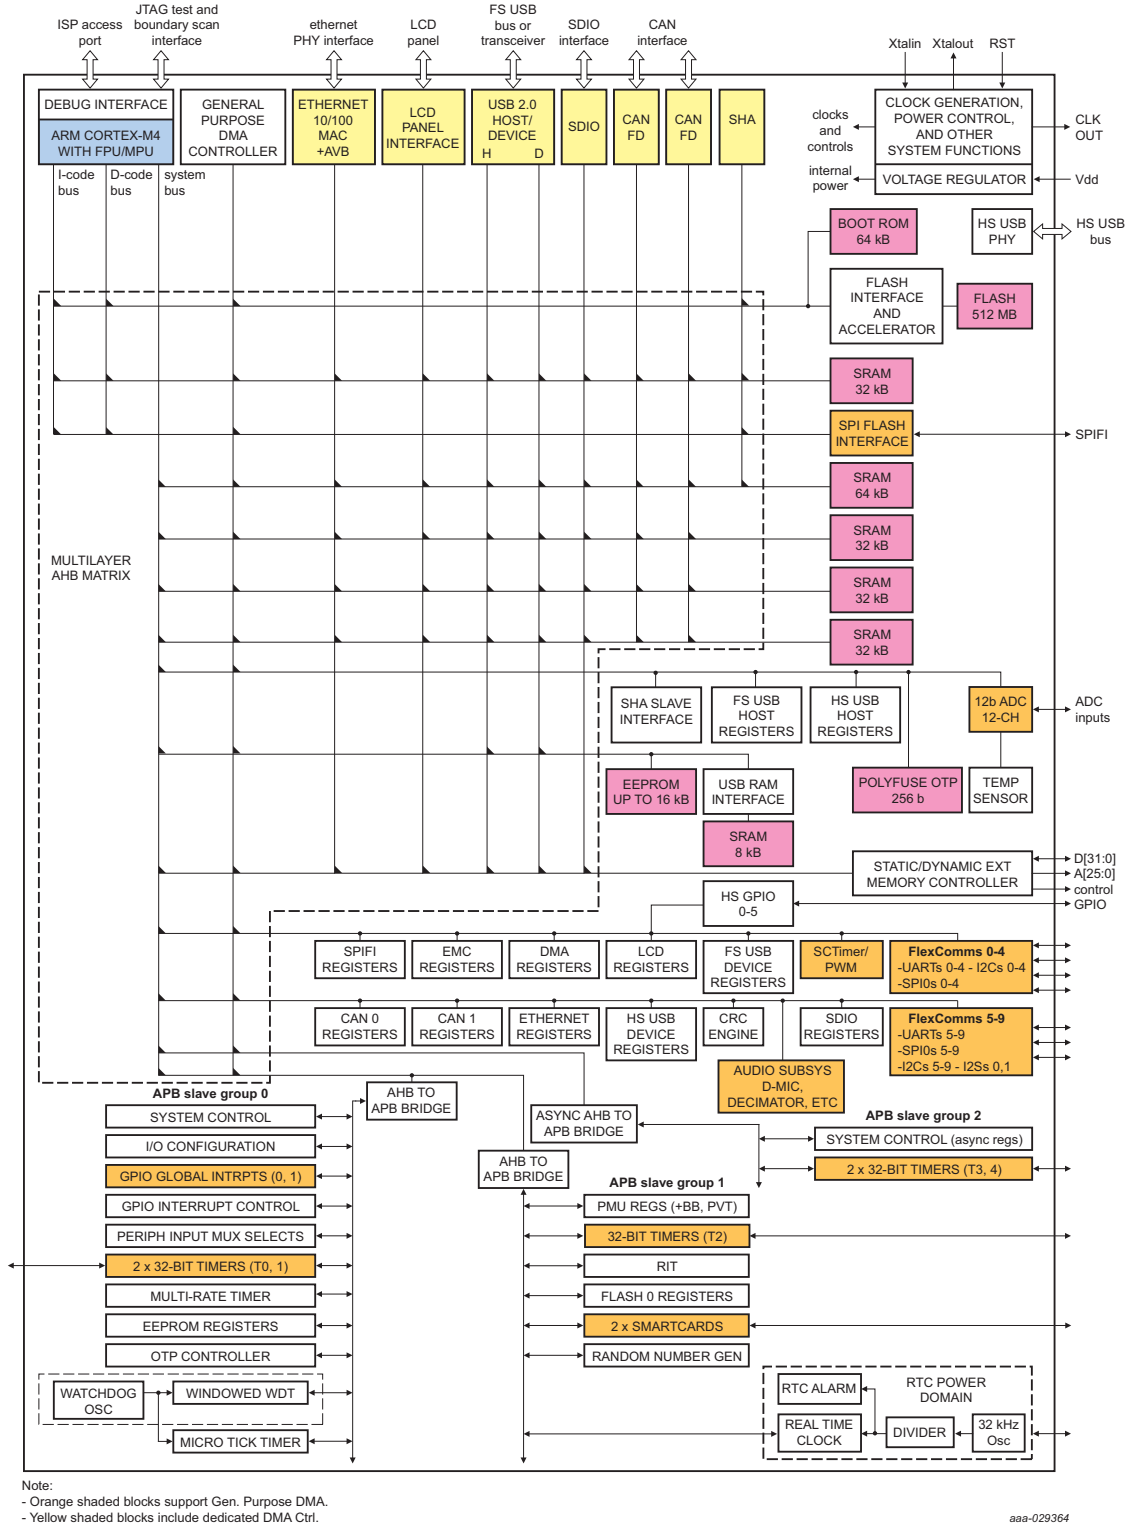 ISP access
port
JTAG test and
boundary scan
interface
ethernet
PHY interface
LCD
panel
FS USB
bus or
transceiver
SDIO
interface
CAN
interface
Xtalin
Xtalout
RST
DEBUG INTERFACE
ARM CORTEX-M4
WITH FPU/MPU
GENERAL
PURPOSE
DMA
CONTROLLER
ETHERNET
10/100
MAC
+AVB
LCD
PANEL
INTERFACE
USB 2.0
HOST/
DEVICE
H D
SDIO
CAN
FD
CAN
FD
SHA
clocks
and
controls
CLOCK GENERATION,
POWER CONTROL,
AND OTHER
SYSTEM FUNCTIONS
CLK
OUT
internal
power
VOLTAGE REGULATOR
Vdd
I-code
bus
D-code
bus
system
bus
BOOT ROM
64 kB
HS USB
PHY
HS USB
bus
FLASH
INTERFACE
AND
ACCELERATOR
FLASH
512 MB
SRAM
32 kB
SPI FLASH
INTERFACE
SPIFI
SRAM
64 kB
SRAM
32 kB
MULTILAYER
AHB MATRIX
SRAM
32 kB
SRAM
32 kB
SHA SLAVE
INTERFACE
FS USB
HOST
REGISTERS
HS USB
HOST
REGISTERS
12b ADC
12-CH
ADC
inputs
EEPROM
UP TO 16 kB
USB RAM
INTERFACE
POLYFUSE OTP
256 b
TEMP
SENSOR
SRAM
8 kB
STATIC/DYNAMIC EXT
MEMORY CONTROLLER
D[31:0]
A[25:0]
control
GPIO
HS GPIO
0-5
SPIFI
REGISTERS
EMC
REGISTERS
DMA
REGISTERS
LCD
REGISTERS
FS USB
DEVICE
REGISTERS
SCTimer/
PWM
FlexComms 0-4
-UARTs 0-4 - I2Cs 0-4
-SPI0s 0-4
CAN 0
REGISTERS
CAN 1
REGISTERS
ETHERNET
REGISTERS
HS USB
DEVICE
REGISTERS
CRC
ENGINE
SDIO
REGISTERS
FlexComms 5-9
-UARTs 5-9
-SPI0s 5-9
-I2Cs 5-9 - I2Ss 0,1
AUDIO SUBSYS
D-MIC,
DECIMATOR, ETC
APB slave group 0
AHB TO
APB BRIDGE
ASYNC AHB TO
APB BRIDGE
AHB TO
APB BRIDGE
APB slave group 2
SYSTEM CONTROL (async regs)
2 x 32-BIT TIMERS (T3, 4)
SYSTEM CONTROL
I/O CONFIGURATION
GPIO GLOBAL INTRPTS (0, 1)
GPIO INTERRUPT CONTROL
PERIPH INPUT MUX SELECTS
2 x 32-BIT TIMERS (T0, 1)
MULTI-RATE TIMER
EEPROM REGISTERS
OTP CONTROLLER
WATCHDOG
OSC
WINDOWED WDT
MICRO TICK TIMER
APB slave group 1
PMU REGS (+BB, PVT)
32-BIT TIMERS (T2)
RIT
FLASH 0 REGISTERS
2 x SMARTCARDS
RANDOM NUMBER GEN
RTC ALARM
RTC POWER
DOMAIN
REAL TIME
CLOCK
DIVIDER
32 kHz
Osc
Note:
- Orange shaded blocks support Gen. Purpose DMA.
- Yellow shaded blocks include dedicated DMA Ctrl.
aaa-029364